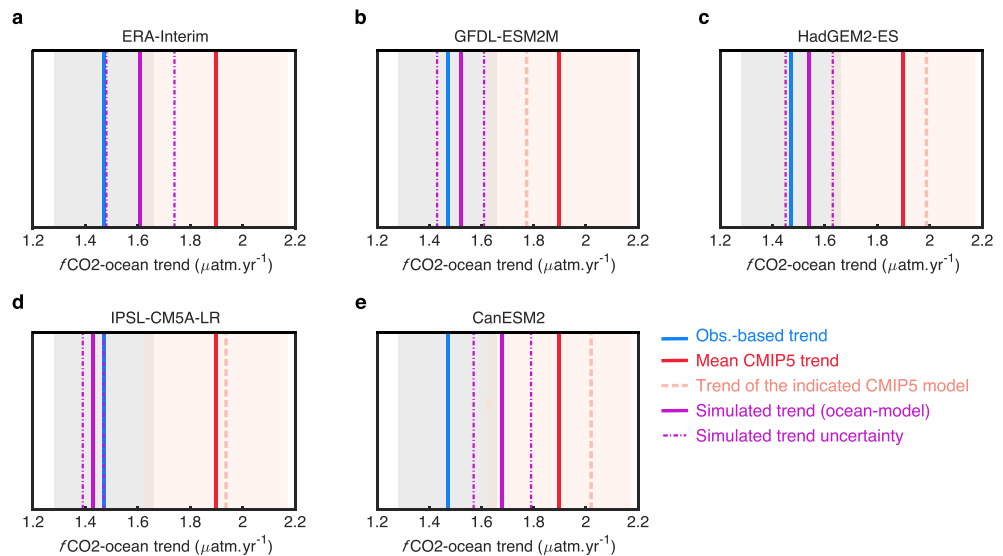 a
ERA-Interim
1.2 1.4 1.6 1.8 2 2.2
fCO2-ocean trend (μatm.yr⁻¹)
b
GFDL-ESM2M
1.2 1.4 1.6 1.8 2 2.2
fCO2-ocean trend (μatm.yr⁻¹)
c
HadGEM2-ES
1.2 1.4 1.6 1.8 2 2.2
fCO2-ocean trend (μatm.yr⁻¹)
d
IPSL-CM5A-LR
1.2 1.4 1.6 1.8 2 2.2
fCO2-ocean trend (μatm.yr⁻¹)
e
CanESM2
1.2 1.4 1.6 1.8 2 2.2
fCO2-ocean trend (μatm.yr⁻¹)
Obs.-based trend
Mean CMIP5 trend
Trend of the indicated CMIP5 model
Simulated trend (ocean-model)
Simulated trend uncertainty